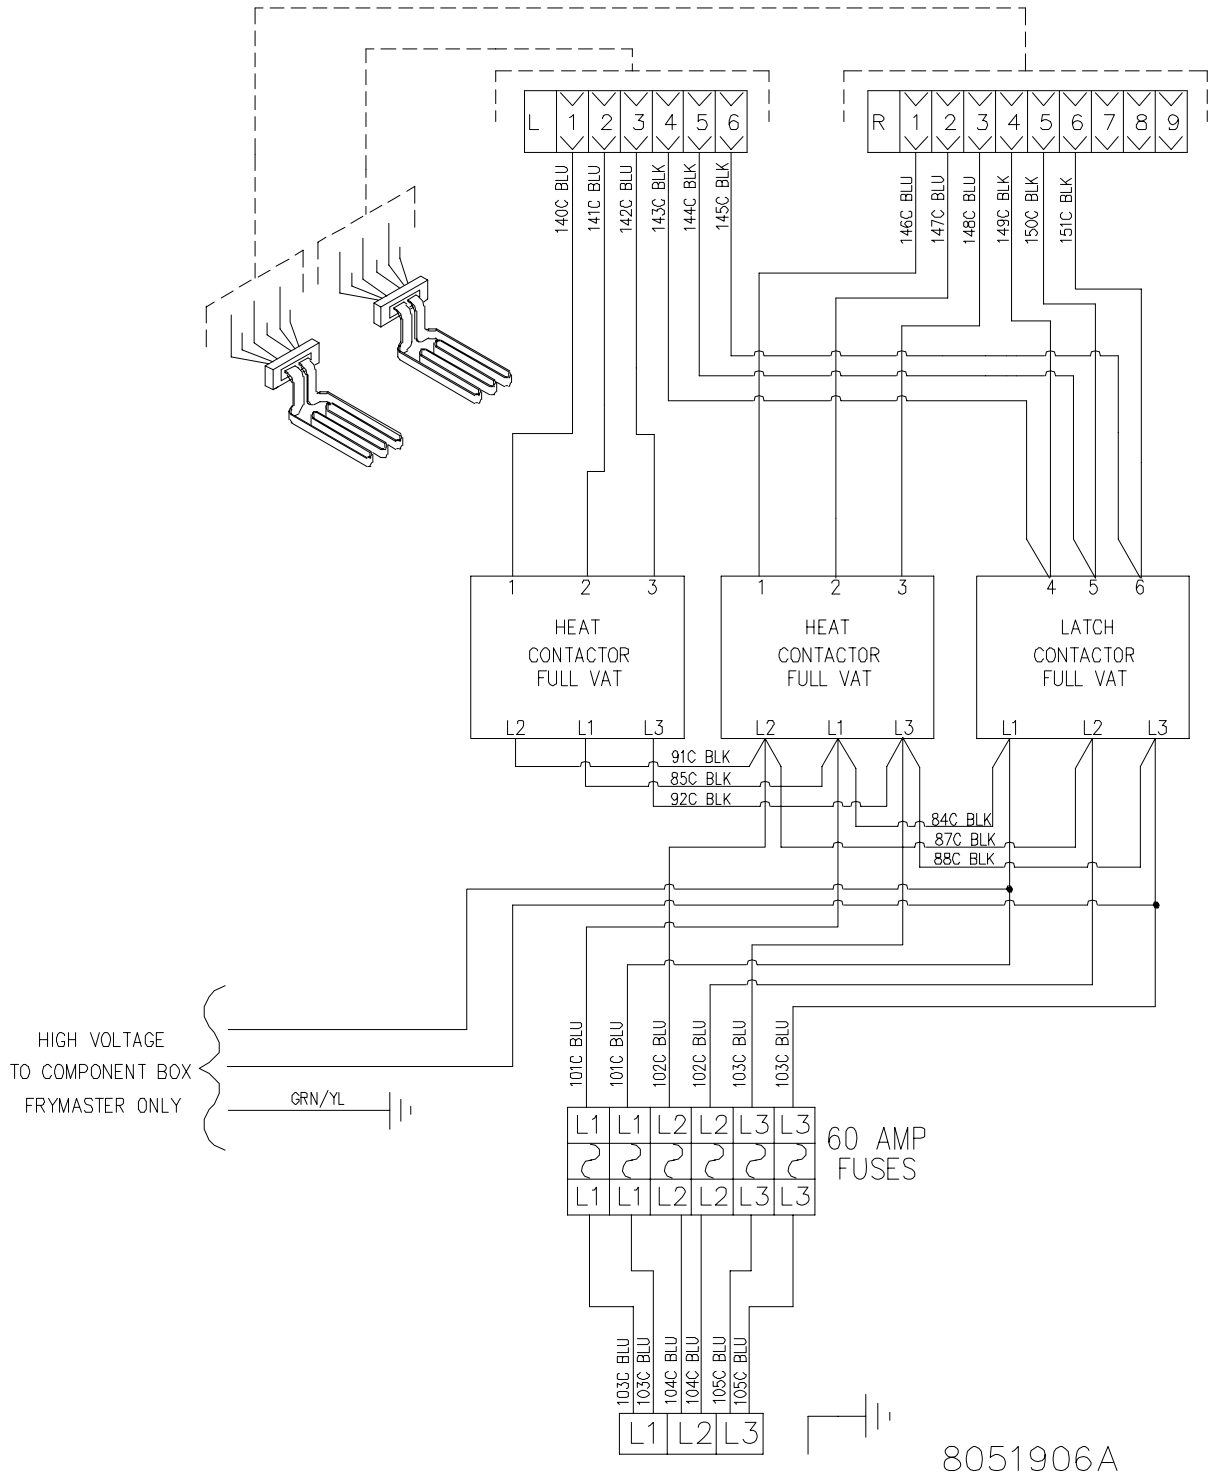 L 1 2 3 4 5 6
R 1 2 3 4 5 6 7 8 9
140C BLU
141C BLU
142C BLU
143C BLK
144C BLK
145C BLK
146C BLU
147C BLU
148C BLU
149C BLK
150C BLK
151C BLK
1 2 3
HEAT
CONTACTOR
FULL VAT
L2 L1 L3
1 2 3
HEAT
CONTACTOR
FULL VAT
L2 L1 L3
4 5 6
LATCH
CONTACTOR
FULL VAT
L1 L2 L3
91C BLK
85C BLK
92C BLK
84C BLK
87C BLK
88C BLK
HIGH VOLTAGE
TO COMPONENT BOX
FRYMASTER ONLY
GRN/YL
101C BLU
101C BLU
102C BLU
102C BLU
103C BLU
103C BLU
L1 L1 L2 L2 L3 L3
60 AMP
FUSES
L1 L1 L2 L2 L3 L3
103C BLU
103C BLU
104C BLU
104C BLU
105C BLU
105C BLU
L1 L2 L3
8051906A